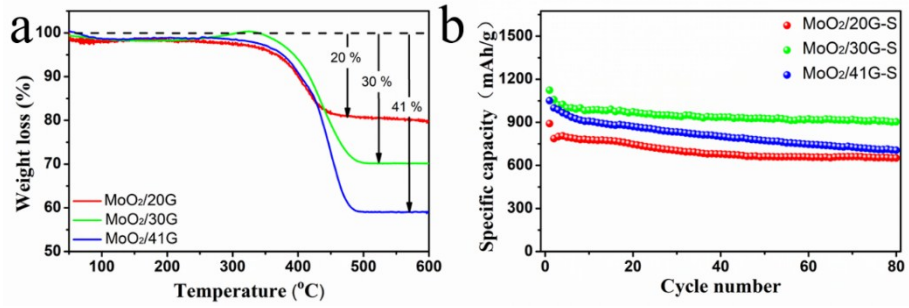 a
100
90
80
70
60
50
100
200
300
400
500
600
20 %
30 %
41 %
MoO₂/20G
MoO₂/30G
MoO₂/41G
Weight loss (%)
Temperature (°C)
b
1500
1200
900
600
300
0
0
20
40
60
80
MoO₂/20G-S
MoO₂/30G-S
MoO₂/41G-S
Specific capacity (mAh/g)
Cycle number